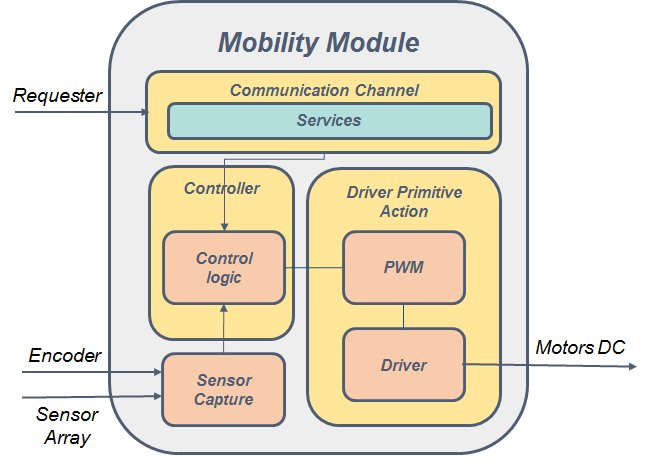 Mobility Module
Requester
Communication Channel
Services
Controller
Driver Primitive
Action
Control
logic
PWM
Encoder
Sensor
Array
Sensor
Capture
Driver
Motors DC